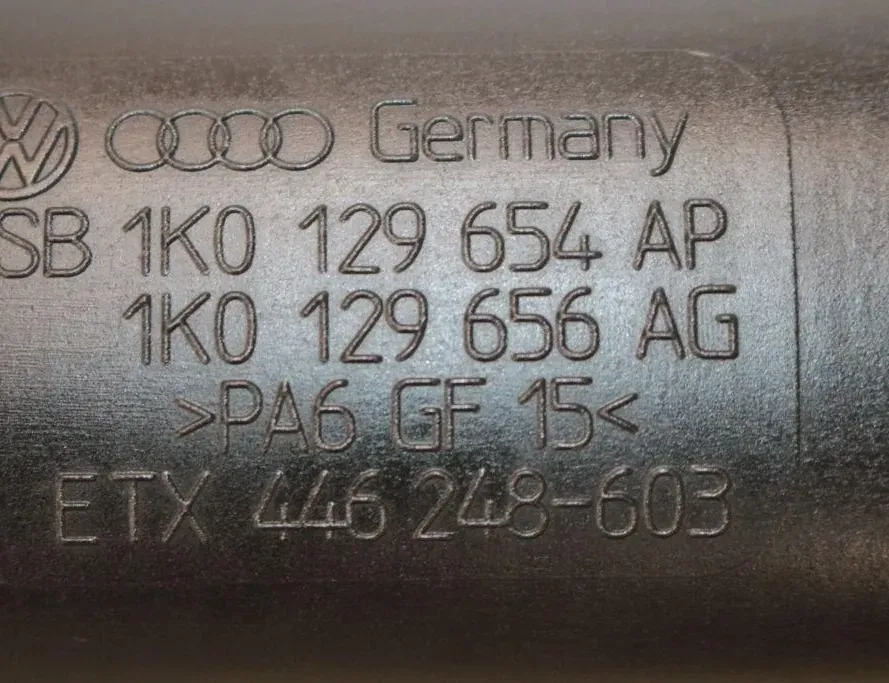 Germany
SB 1K0 129 654 AP
1K0 129 656 AG
>PA6 GF 15<
ETX 446 248-603